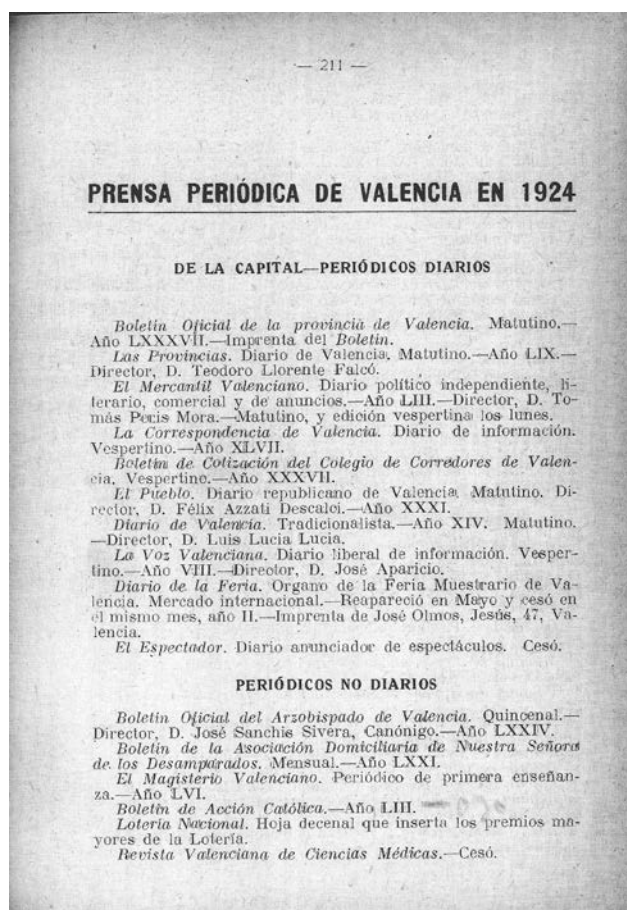 — 211 —
PRENSA PERIÓDICA DE VALENCIA EN 1924
DE LA CAPITAL—PERIÓDICOS DIARIOS
Boletín Oficial de la provincia de Valencia. Matutino.—
Año LXXXVII.—Imprenta del Boletín.
Las Provincias. Diario de Valencia. Matutino.—Año LIX.—
Director, D. Teodoro Llorente Falcó.
El Mercantil Valenciano. Diario político independiente, li-
terario, comercial y de anuncios.—Año LIII.—Director, D. To-
más Peris Mora.—Matutino, y edición vespertina los lunes.
La Correspondencia de Valencia. Diario de información.
Vespertino.—Año XLVII.
Boletín de Cotización del Colegio de Corredores de Valen-
cia. Vespertino.—Año XXXVII.
El Pueblo. Diario republicano de Valencia. Matutino. Di-
rector, D. Félix Azzati Descalci.—Año XXXI.
Diario de Valencia. Tradicionalista.—Año XIV. Matutino.
—Director, D. Luis Lucia Lucia.
La Voz Valenciana. Diario liberal de información. Vesper-
tino.—Año VIII.—Director, D. José Aparicio.
Diario de la Feria. Organo de la Feria Muestrario de Va-
lencia. Mercado internacional.—Reapareció en Mayo y cesó en
el mismo mes, año II.—Imprenta de José Olmos, Jesús, 47, Va-
lencia.
El Espectador. Diario anunciador de espectáculos. Cesó.
PERIÓDICOS NO DIARIOS
Boletín Oficial del Arzobispado de Valencia. Quincenal.—
Director, D. José Sanchis Sivera, Canónigo.—Año LXXIV.
Boletín de la Asociación Domiciliaria de Nuestra Señora
de los Desamparados. Mensual.—Año LXXI.
El Magisterio Valenciano. Periódico de primera enseñan-
za.—Año LVI.
Boletín de Acción Católica.—Año LIII.
Lotería Nacional. Hoja decenal que inserta los premios ma-
yores de la Lotería.
Revista Valenciana de Ciencias Médicas.—Cesó.